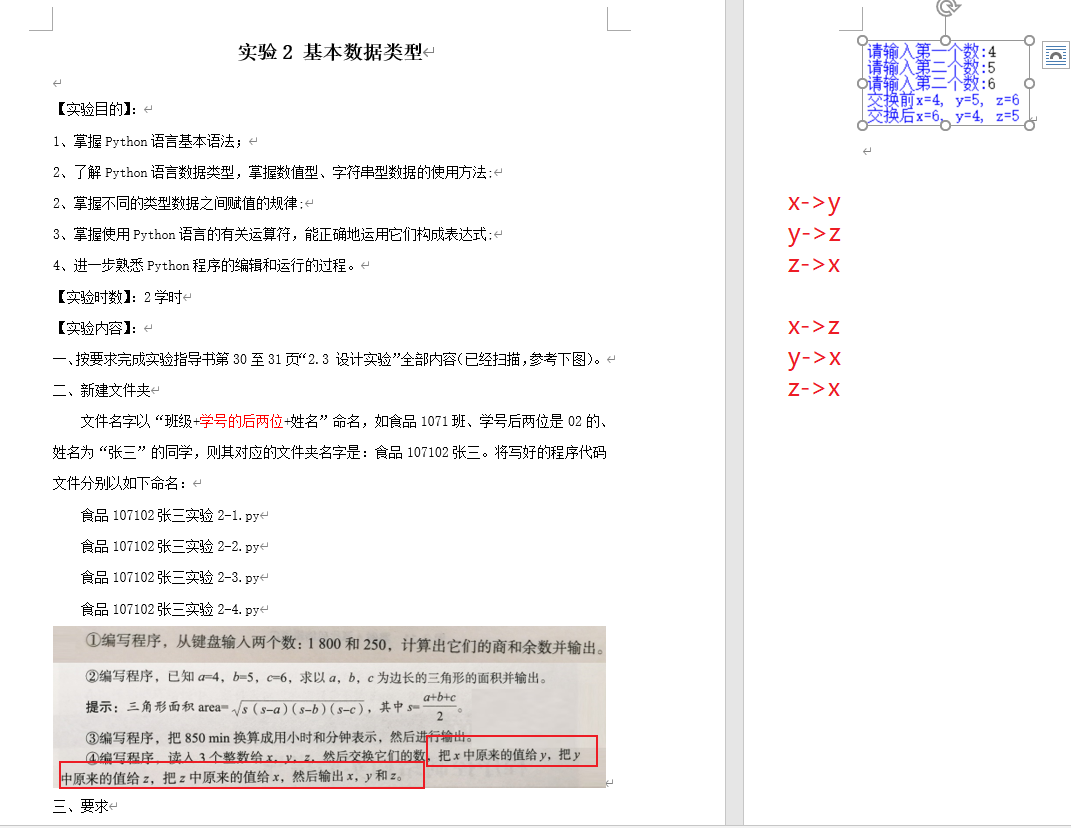 实验 2 基本数据类型
【实验目的】：
1、掌握 Python 语言基本语法；
2、了解 Python 语言数据类型，掌握数值型、字符串型数据的使用方法；
2、掌握不同的类型数据之间赋值的规律；
3、掌握使用 Python 语言的有关运算符，能正确地运用它们构成表达式；
4、进一步熟悉 Python 程序的编辑和运行的过程。
【实验时数】：2 学时
【实验内容】：
一、按要求完成实验指导书第 30 至 31 页“2.3 设计实验”全部内容（已经扫描，参考下图）。
二、新建文件夹
文件名字以“班级+学号的后两位+姓名”命名，如食品 1071 班、学号后两位是 02 的、
姓名为“张三”的同学，则其对应的文件夹名字是：食品 107102 张三。将写好的程序代码
文件分别以如下命名：
食品 107102 张三实验 2-1.py
食品 107102 张三实验 2-2.py
食品 107102 张三实验 2-3.py
食品 107102 张三实验 2-4.py
①编写程序，从键盘输入两个数：1 800 和 250，计算出它们的商和余数并输出。
②编写程序，已知 a=4，b=5，c=6，求以 a，b，c 为边长的三角形的面积并输出。
提示：三角形面积 area=√s(s-a)(s-b)(s-c)，其中 s=a+b+c/2。
③编写程序，把 850 min 换算成用小时和分钟表示，然后进行输出。
④编写程序，读入 3 个整数给 x，y，z，然后交换它们的数，把 x 中原来的值给 y，把 y
中原来的值给 z，把 z 中原来的值给 x，然后输出 x，y 和 z。
三、要求
请输入第一个数:4
请输入第二个数:5
请输入第二个数:6
交换前x=4, y=5, z=6
交换后x=6, y=4, z=5
x->y
y->z
z->x
x->z
y->x
z->x